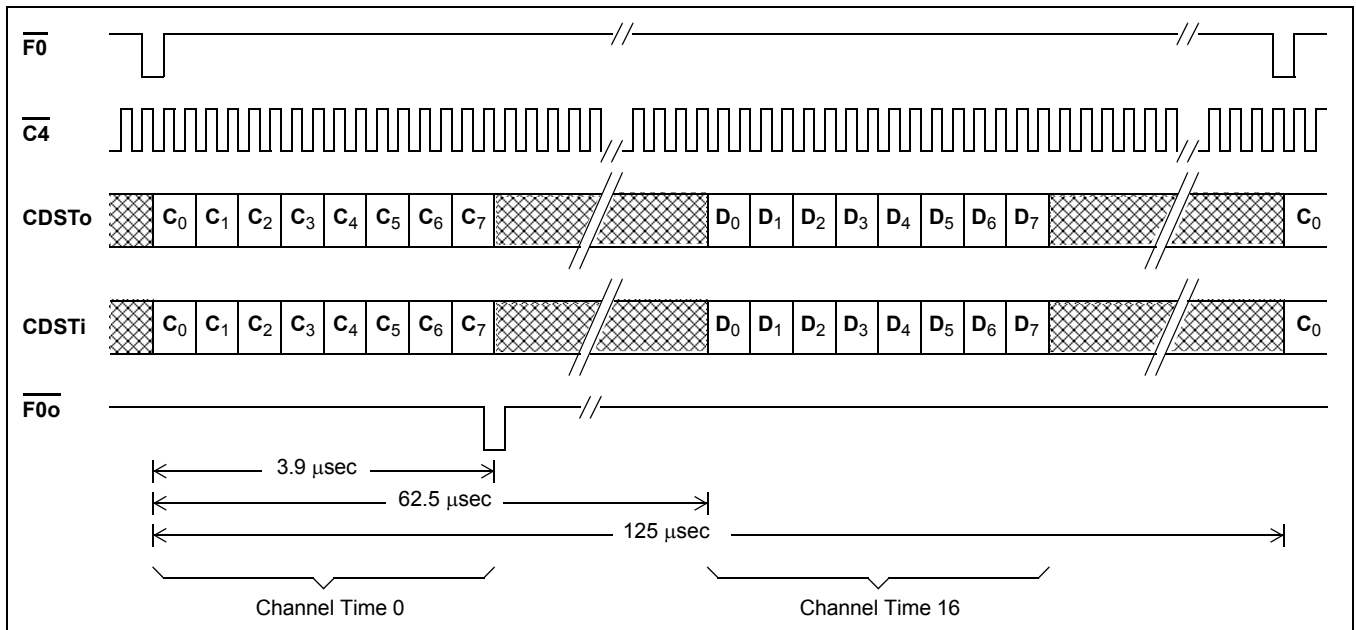 F0
C4
CDSTo C0 C1 C2 C3 C4 C5 C6 C7 D0 D1 D2 D3 D4 D5 D6 D7 C0
CDSTi C0 C1 C2 C3 C4 C5 C6 C7 D0 D1 D2 D3 D4 D5 D6 D7 C0
F0o
3.9 μsec
62.5 μsec
125 μsec
Channel Time 0 Channel Time 16